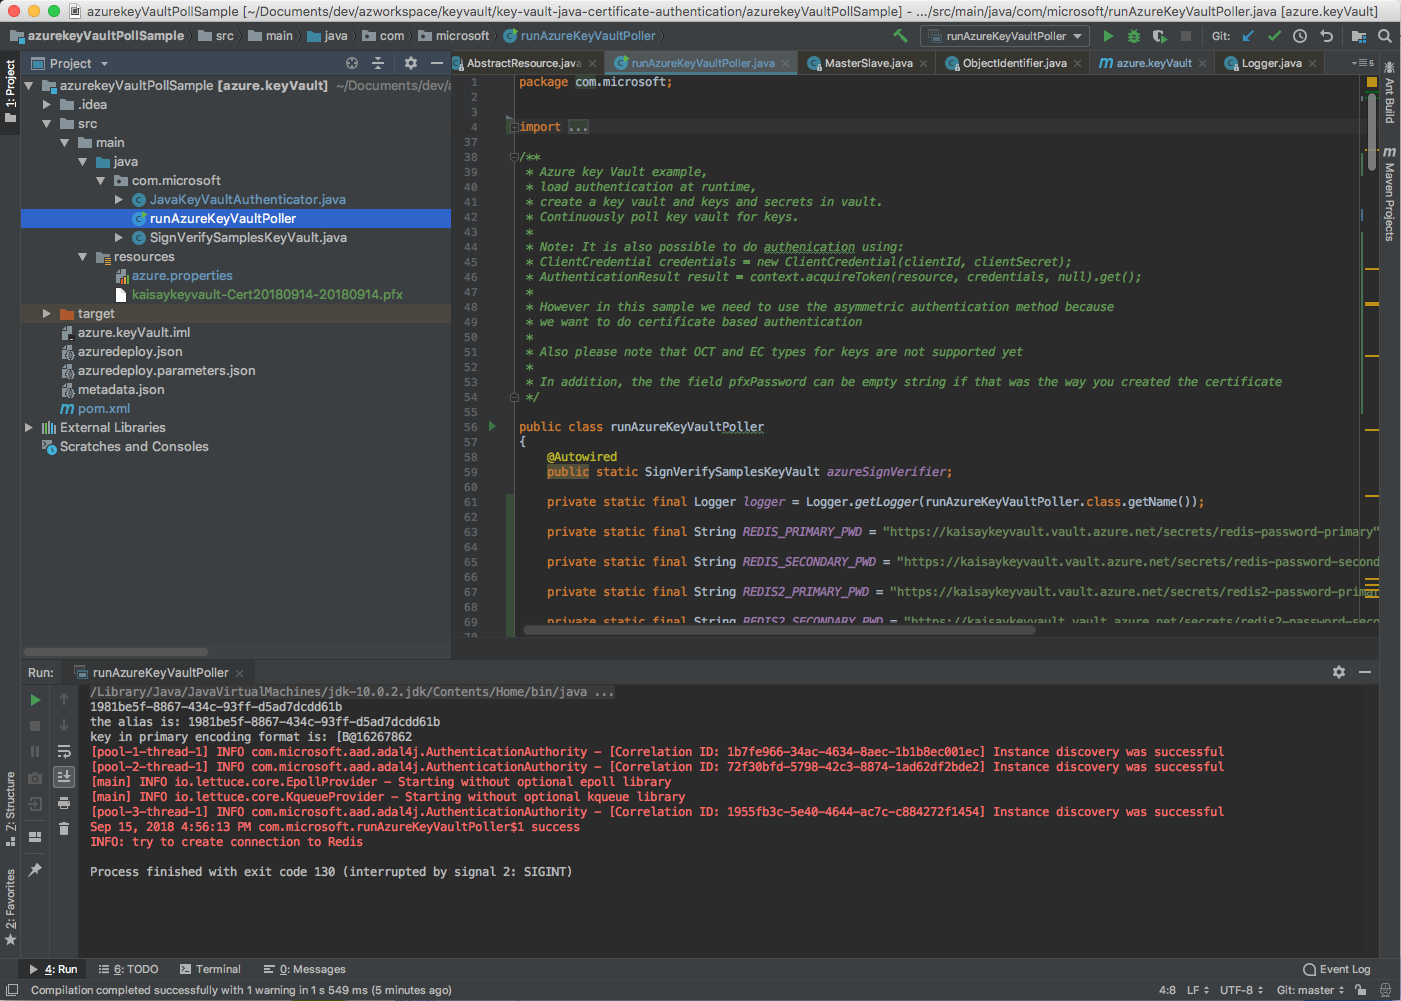 azurekeyVaultPollSample [~/Documents/dev/azworkspace/keyvault/key-vault-java-certificate-authentication/azurekeyVaultPollSample] - .../src/main/java/com/microsoft/runAzureKeyVaultPoller.java [azure.keyVault]
azurekeyVaultPollSample src main java com microsoft runAzureKeyVaultPoller
runAzureKeyVaultPoller Git:
Project
AbstractResource.java runAzureKeyVaultPoller.java MasterSlave.java ObjectIdentifier.java azure.keyVault Logger.java 6
1: Project
azurekeyVaultPollSample [azure.keyVault] ~/Documents/dev/a
.idea
src
main
java
com.microsoft
JavaKeyVaultAuthenticator.java
runAzureKeyVaultPoller
SignVerifySamplesKeyVault.java
resources
azure.properties
kaisaykeyvault-Cert20180914-20180914.pfx
target
azure.keyVault.iml
azuredeploy.json
azuredeploy.parameters.json
metadata.json
pom.xml
External Libraries
Scratches and Consoles
1 package com.microsoft;
2
3
4 import ...
37
38 /**
39 * Azure key Vault example,
40 * load authentication at runtime,
41 * create a key vault and keys and secrets in vault.
42 * Continuously poll key vault for keys.
43 *
44 * Note: It is also possible to do authenication using:
45 * ClientCredential credentials = new ClientCredential(clientId, clientSecret);
46 * AuthenticationResult result = context.acquireToken(resource, credentials, null).get();
47 *
48 * However in this sample we need to use the asymmetric authentication method because
49 * we want to do certificate based authentication
50 *
51 * Also please note that OCT and EC types for keys are not supported yet
52 *
53 * In addition, the the field pfxPassword can be empty string if that was the way you created the certificate
54 */
55
56 public class runAzureKeyVaultPoller
57 {
58 @Autowired
59 public static SignVerifySamplesKeyVault azureSignVerifier;
60
61 private static final Logger logger = Logger.getLogger(runAzureKeyVaultPoller.class.getName());
62
63 private static final String REDIS_PRIMARY_PWD = "https://kaisaykeyvault.vault.azure.net/secrets/redis-password-primary"
64
65 private static final String REDIS_SECONDARY_PWD = "https://kaisaykeyvault.vault.azure.net/secrets/redis-password-second
66
67 private static final String REDIS2_PRIMARY_PWD = "https://kaisaykeyvault.vault.azure.net/secrets/redis2-password-primar
68
69 private static final String REDIS2_SECONDARY_PWD = "https://kaisaykeyvault.vault.azure.net/secrets/redis2-password-seco
70
Ant Build
Maven Projects
Run: runAzureKeyVaultPoller
/Library/Java/JavaVirtualMachines/jdk-10.0.2.jdk/Contents/Home/bin/java ...
1981be5f-8867-434c-93ff-d5ad7dcdd61b
the alias is: 1981be5f-8867-434c-93ff-d5ad7dcdd61b
key in primary encoding format is: [B@16267862
[pool-1-thread-1] INFO com.microsoft.aad.adal4j.AuthenticationAuthority - [Correlation ID: 1b7fe966-34ac-4634-8aec-1b1b8ec001ec] Instance discovery was successful
[pool-2-thread-1] INFO com.microsoft.aad.adal4j.AuthenticationAuthority - [Correlation ID: 72f30bfd-5798-42c3-8874-1ad62df2bde2] Instance discovery was successful
[main] INFO io.lettuce.core.EpollProvider - Starting without optional epoll library
[main] INFO io.lettuce.core.KqueueProvider - Starting without optional kqueue library
[pool-3-thread-1] INFO com.microsoft.aad.adal4j.AuthenticationAuthority - [Correlation ID: 1955fb3c-5e40-4644-ac7c-c884272f1454] Instance discovery was successful
Sep 15, 2018 4:56:13 PM com.microsoft.runAzureKeyVaultPoller$1 success
INFO: try to create connection to Redis
Process finished with exit code 130 (interrupted by signal 2: SIGINT)
Z: Structure
2: Favorites
4: Run 6: TODO Terminal 0: Messages Event Log
Compilation completed successfully with 1 warning in 1 s 549 ms (5 minutes ago) 4:8 LF UTF-8 Git: master